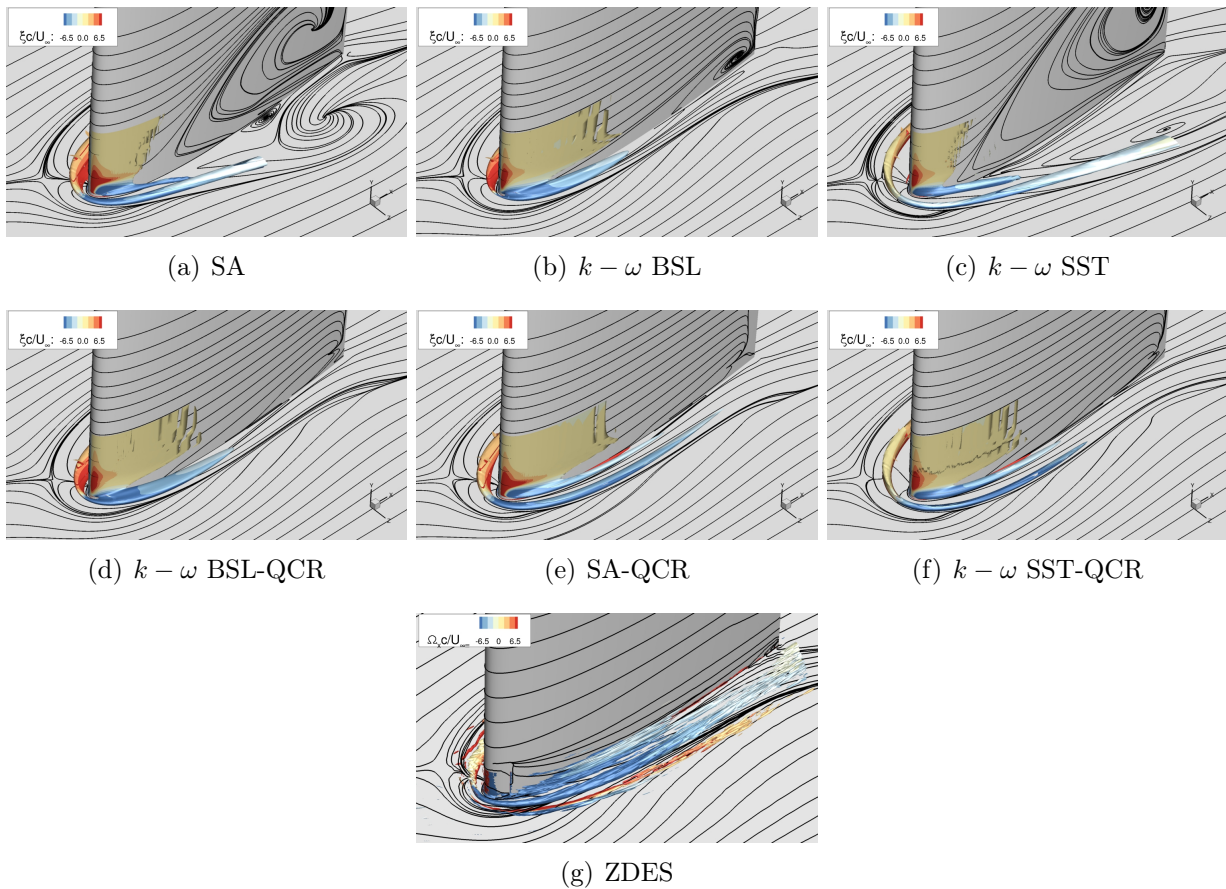 ξc/U∞: -6.5 0.0 6.5
ξc/U∞: -6.5 0.0 6.5
ξc/U∞: -6.5 0.0 6.5
Y X Z
Y X Z
Y X Z
(a) SA
(b) k − ω BSL
(c) k − ω SST
ξc/U∞: -6.5 0.0 6.5
ξc/U∞: -6.5 0.0 6.5
ξc/U∞: -6.5 0.0 6.5
Y X Z
Y X Z
Y X Z
(d) k − ω BSL-QCR
(e) SA-QCR
(f) k − ω SST-QCR
-6.5 0 6.5
(g) ZDES